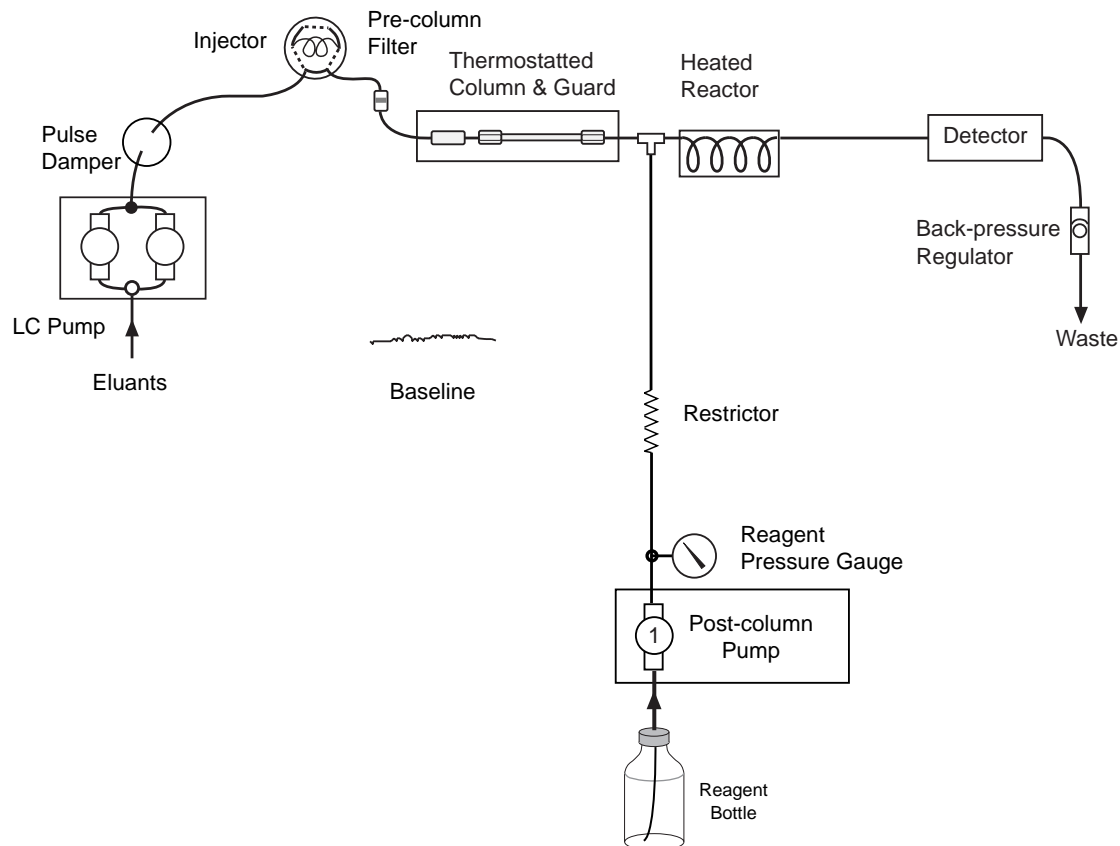 Injector
Pre-column
Filter
Thermostatted
Column & Guard
Heated
Reactor
Pulse
Damper
Detector
Back-pressure
Regulator
LC Pump
Waste
Eluants
Baseline
Restrictor
Reagent
Pressure Gauge
1
Post-column
Pump
Reagent
Bottle